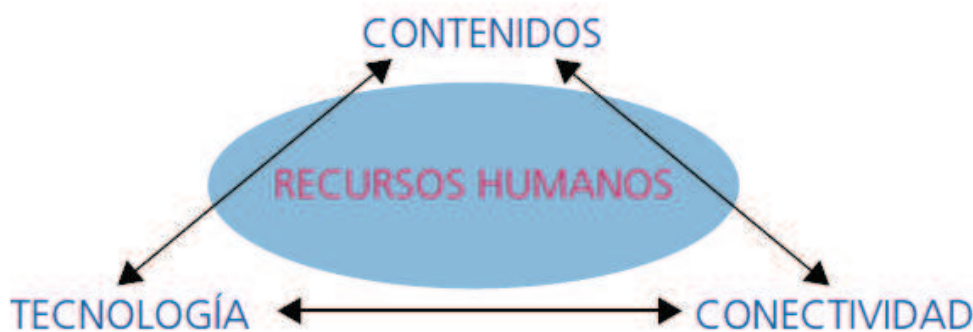 CONTENIDOS
RECURSOS HUMANOS
TECNOLOGÍA
CONECTIVIDAD